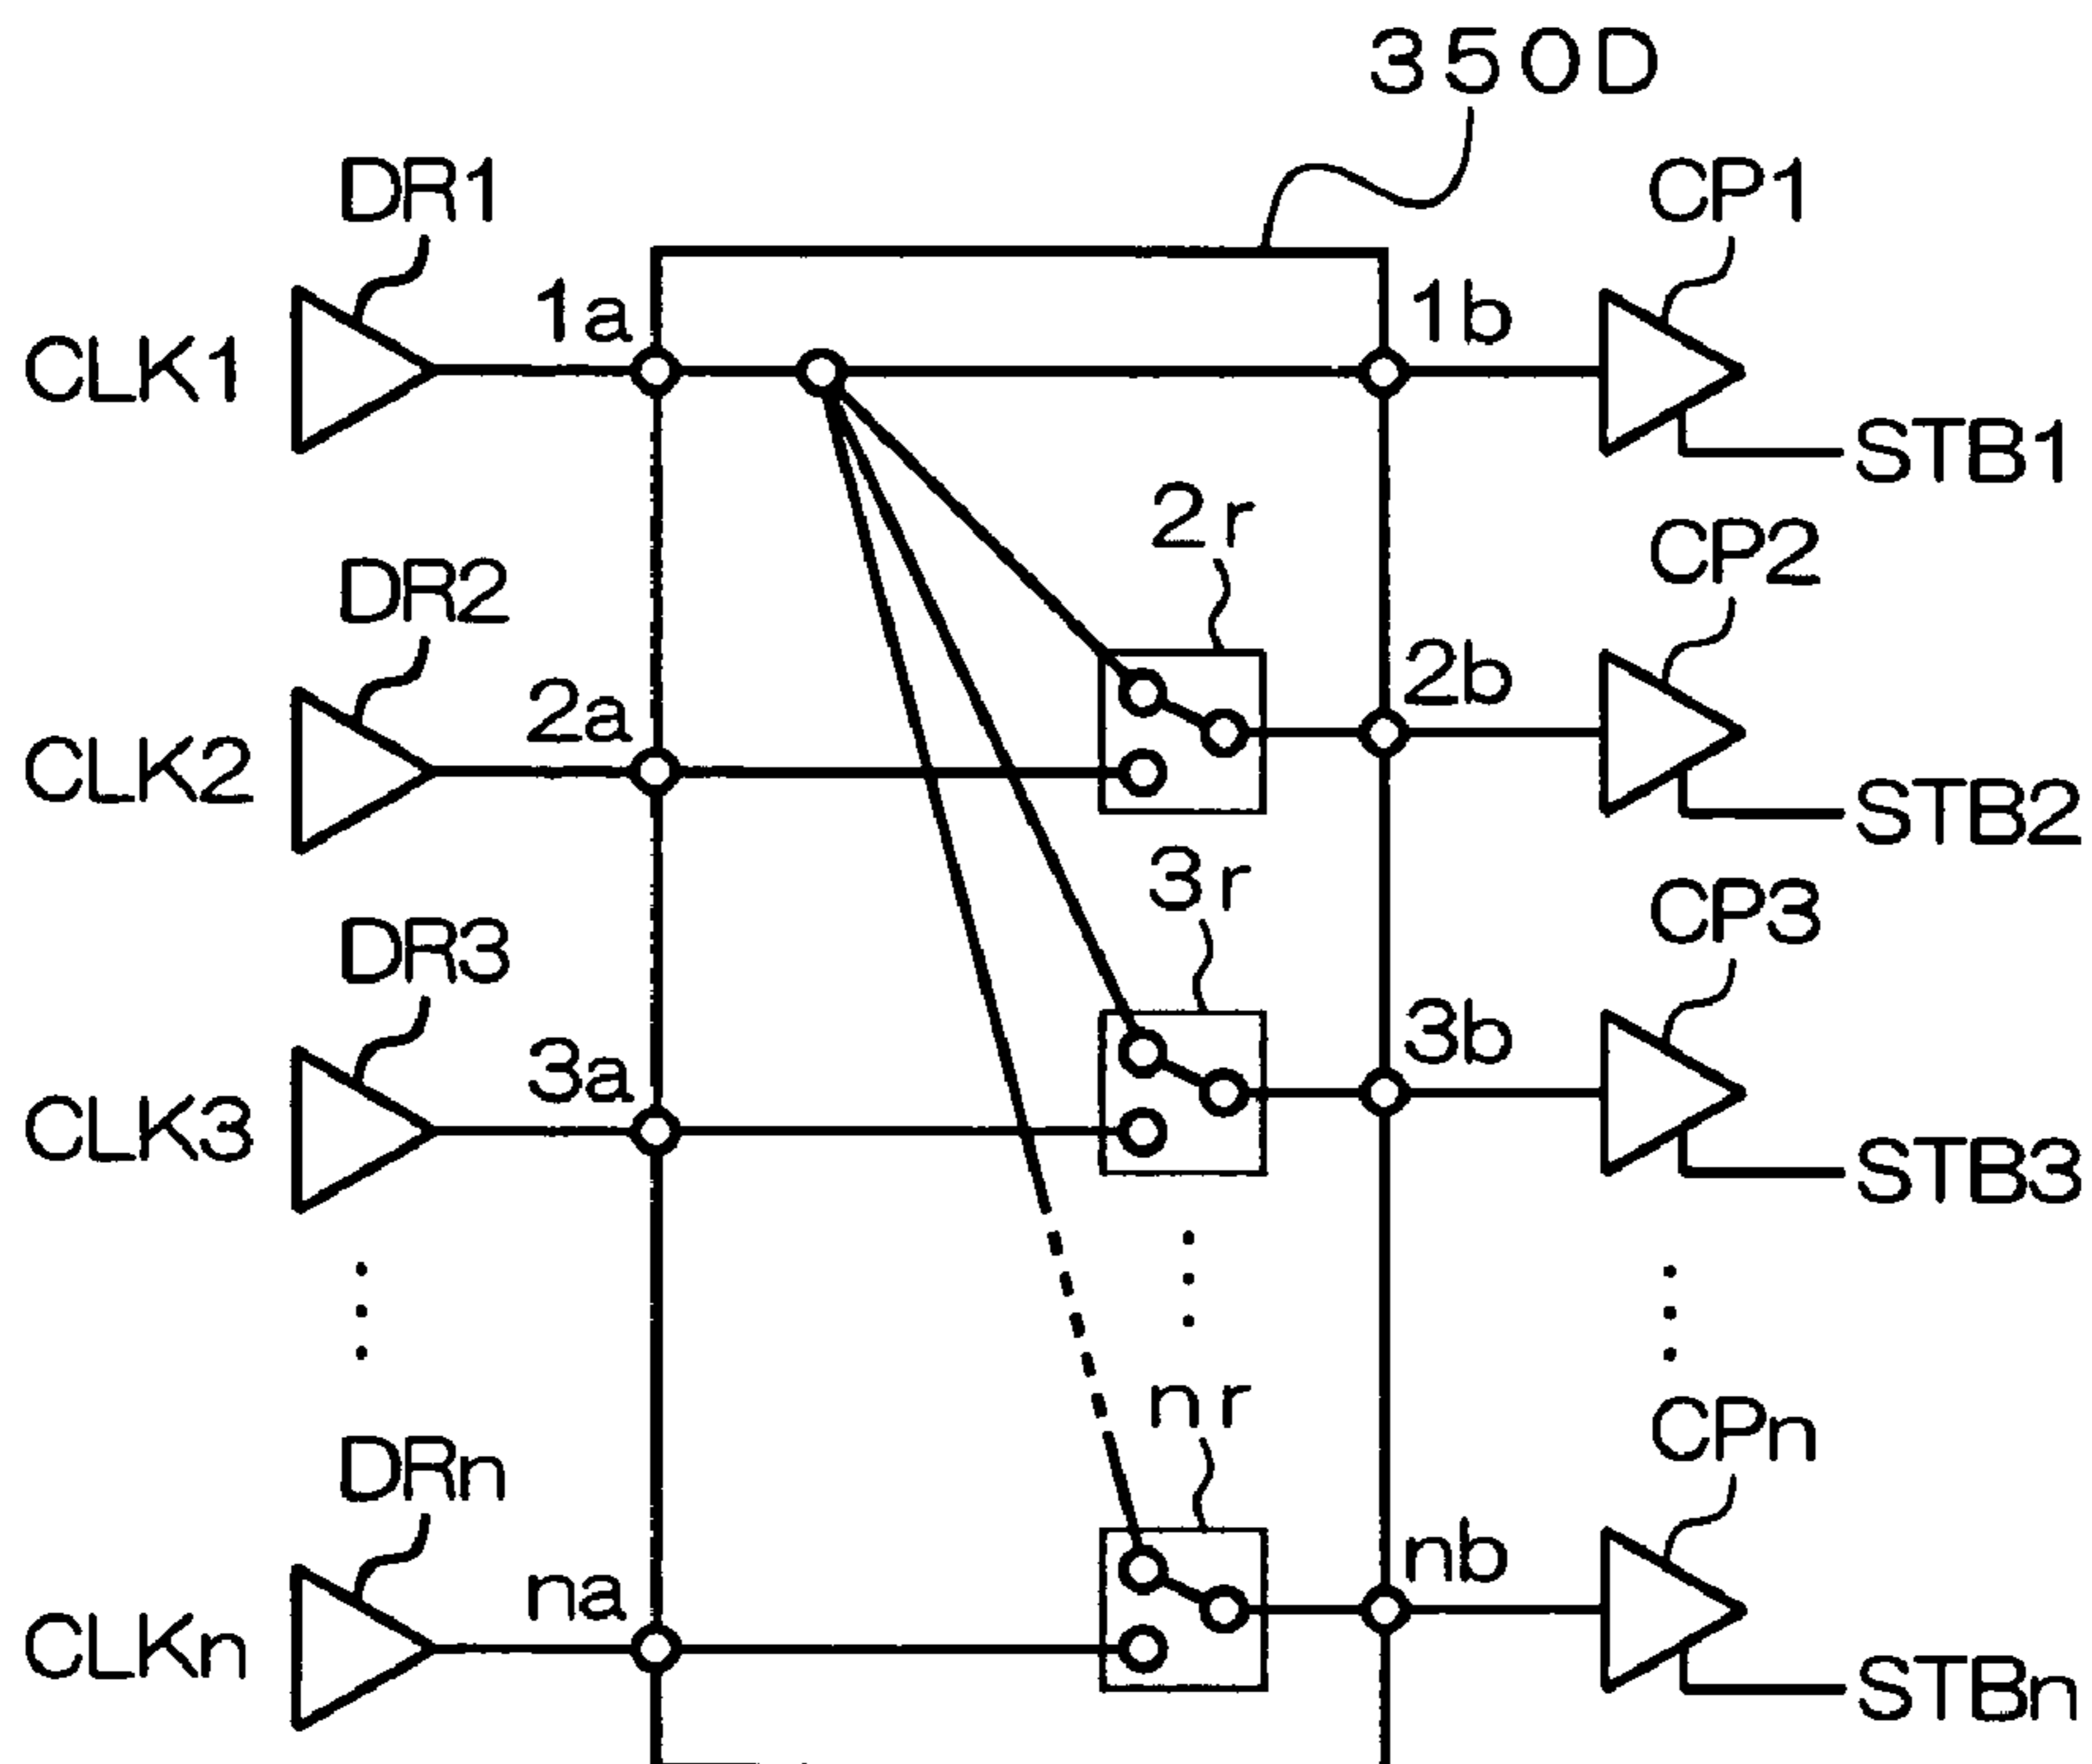 350D
DR1
CP1
1a
1b
CLK1
STB1
2r
DR2
CP2
2a
2b
CLK2
STB2
3r
DR3
CP3
3a
3b
CLK3
STB3
nr
DRn
CPn
na
nb
CLKn
STBn